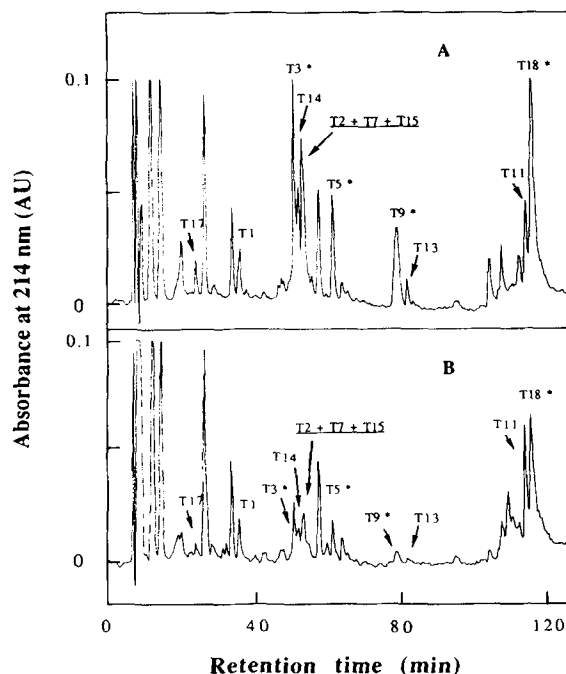 A
T3 *
T18 *
0.1
T14
T2 + T7 + T15
T5 *
T11
T9 *
T17
T1
T13
0
B
0.1
T18 *
T2 + T7 + T15
T11
T14
T3 *
T5 *
T17
T1
T9 *
T13
0
0 40 80 120
Absorbance at 214 nm (AU)
Retention time (min)